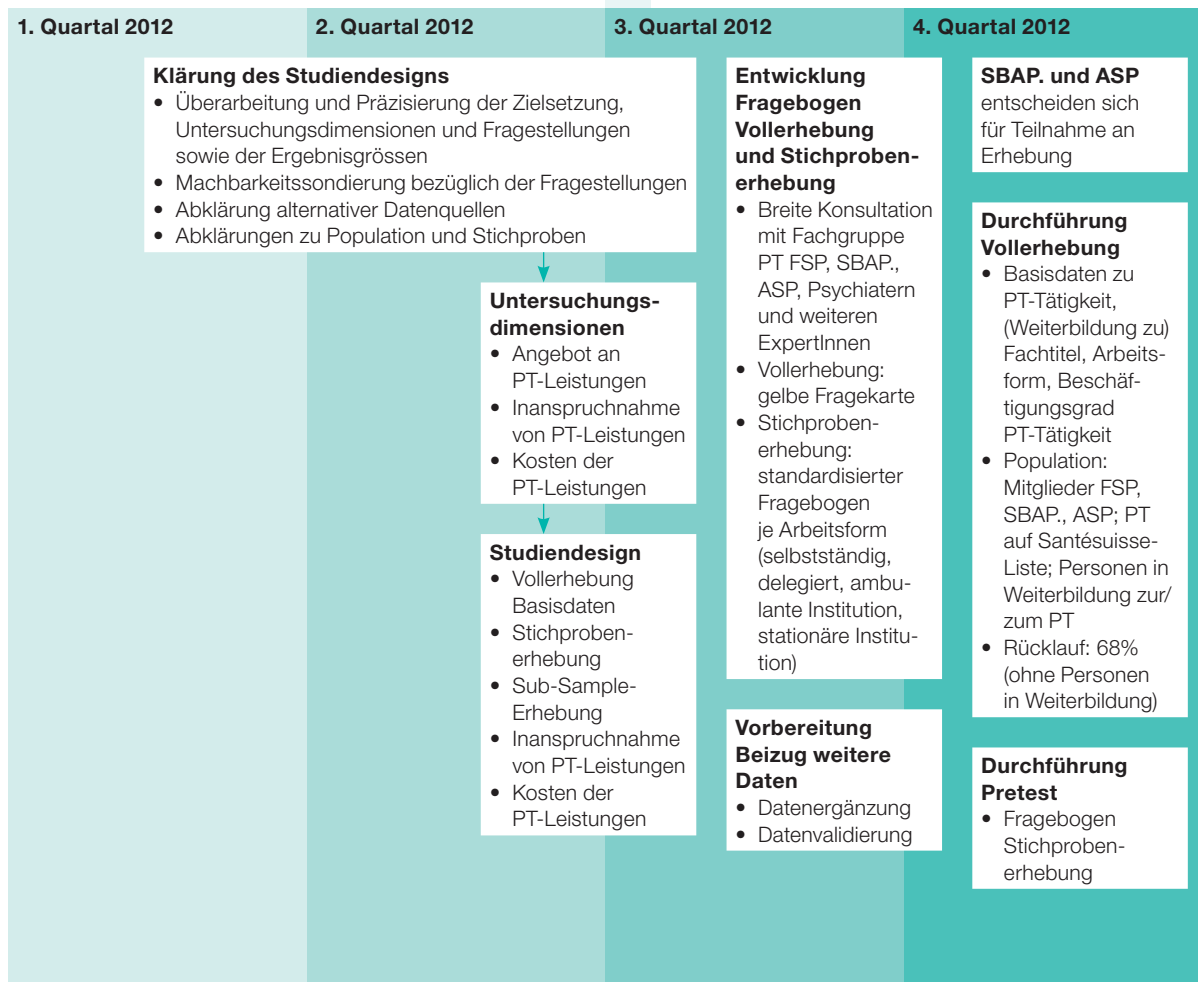 1. Quartal 2012
2. Quartal 2012
3. Quartal 2012
4. Quartal 2012
Klärung des Studiendesigns
• Überarbeitung und Präzisierung der Zielsetzung,
Untersuchungsdimensionen und Fragestellungen
sowie der Ergebnisgrössen
• Machbarkeitssondierung bezüglich der Fragestellungen
• Abklärung alternativer Datenquellen
• Abklärungen zu Population und Stichproben
Untersuchungs-
dimensionen
• Angebot an
PT-Leistungen
• Inanspruchnahme
von PT-Leistungen
• Kosten der
PT-Leistungen
Studiendesign
• Vollerhebung
Basisdaten
• Stichproben-
erhebung
• Sub-Sample-
Erhebung
• Inanspruchnahme
von PT-Leistungen
• Kosten der
PT-Leistungen
Entwicklung
Fragebogen
Vollerhebung
und Stichproben-
erhebung
• Breite Konsultation
mit Fachgruppe
PT FSP, SBAP.,
ASP, Psychiatern
und weiteren
ExpertInnen
• Vollerhebung:
gelbe Fragekarte
• Stichproben-
erhebung:
standardisierter
Fragebogen
je Arbeitsform
(selbstständig,
delegiert, ambu-
lante Institution,
stationäre Institu-
tion)
Vorbereitung
Beizug weitere
Daten
• Datenergänzung
• Datenvalidierung
SBAP. und ASP
entscheiden sich
für Teilnahme an
Erhebung
Durchführung
Vollerhebung
• Basisdaten zu
PT-Tätigkeit,
(Weiterbildung zu)
Fachtitel, Arbeits-
form, Beschäf-
tigungsgrad
PT-Tätigkeit
• Population:
Mitglieder FSP,
SBAP., ASP; PT
auf Santésuisse-
Liste; Personen in
Weiterbildung zur/
zum PT
• Rücklauf: 68%
(ohne Personen
in Weiterbildung)
Durchführung
Pretest
• Fragebogen
Stichproben-
erhebung